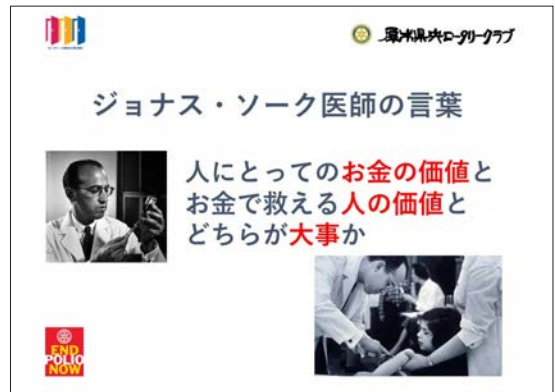 ジョナス・ソーク医師の言葉
人にとってのお金の価値と
お金で救える人の価値と
どちらが大事か
END
POLIO
NOW